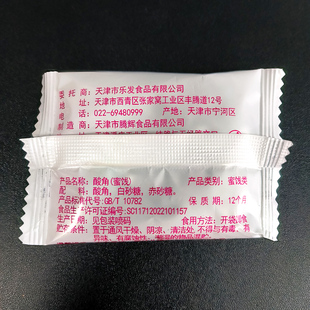 委 托 商：天津市乐发食品有限公司
地 址：天津市西青区张家窝工业区丰腾道12号
电 话：022-69480999 产地：天津市宁河区
制 造 商：天津市腾辉食品有限公司
产品名称：酸角(蜜饯) 产品类别：蜜饯类
配 料：酸角，白砂糖，赤砂糖。
产品标准代号:GB/T 10782 保 质 期：12个月
食品生产许可证编号:SC11712022101157
生产日期：见包装喷码 食用方法：开袋即食
贮存条件：置于通风干燥、阴凉、清洁处，不得与有毒、有